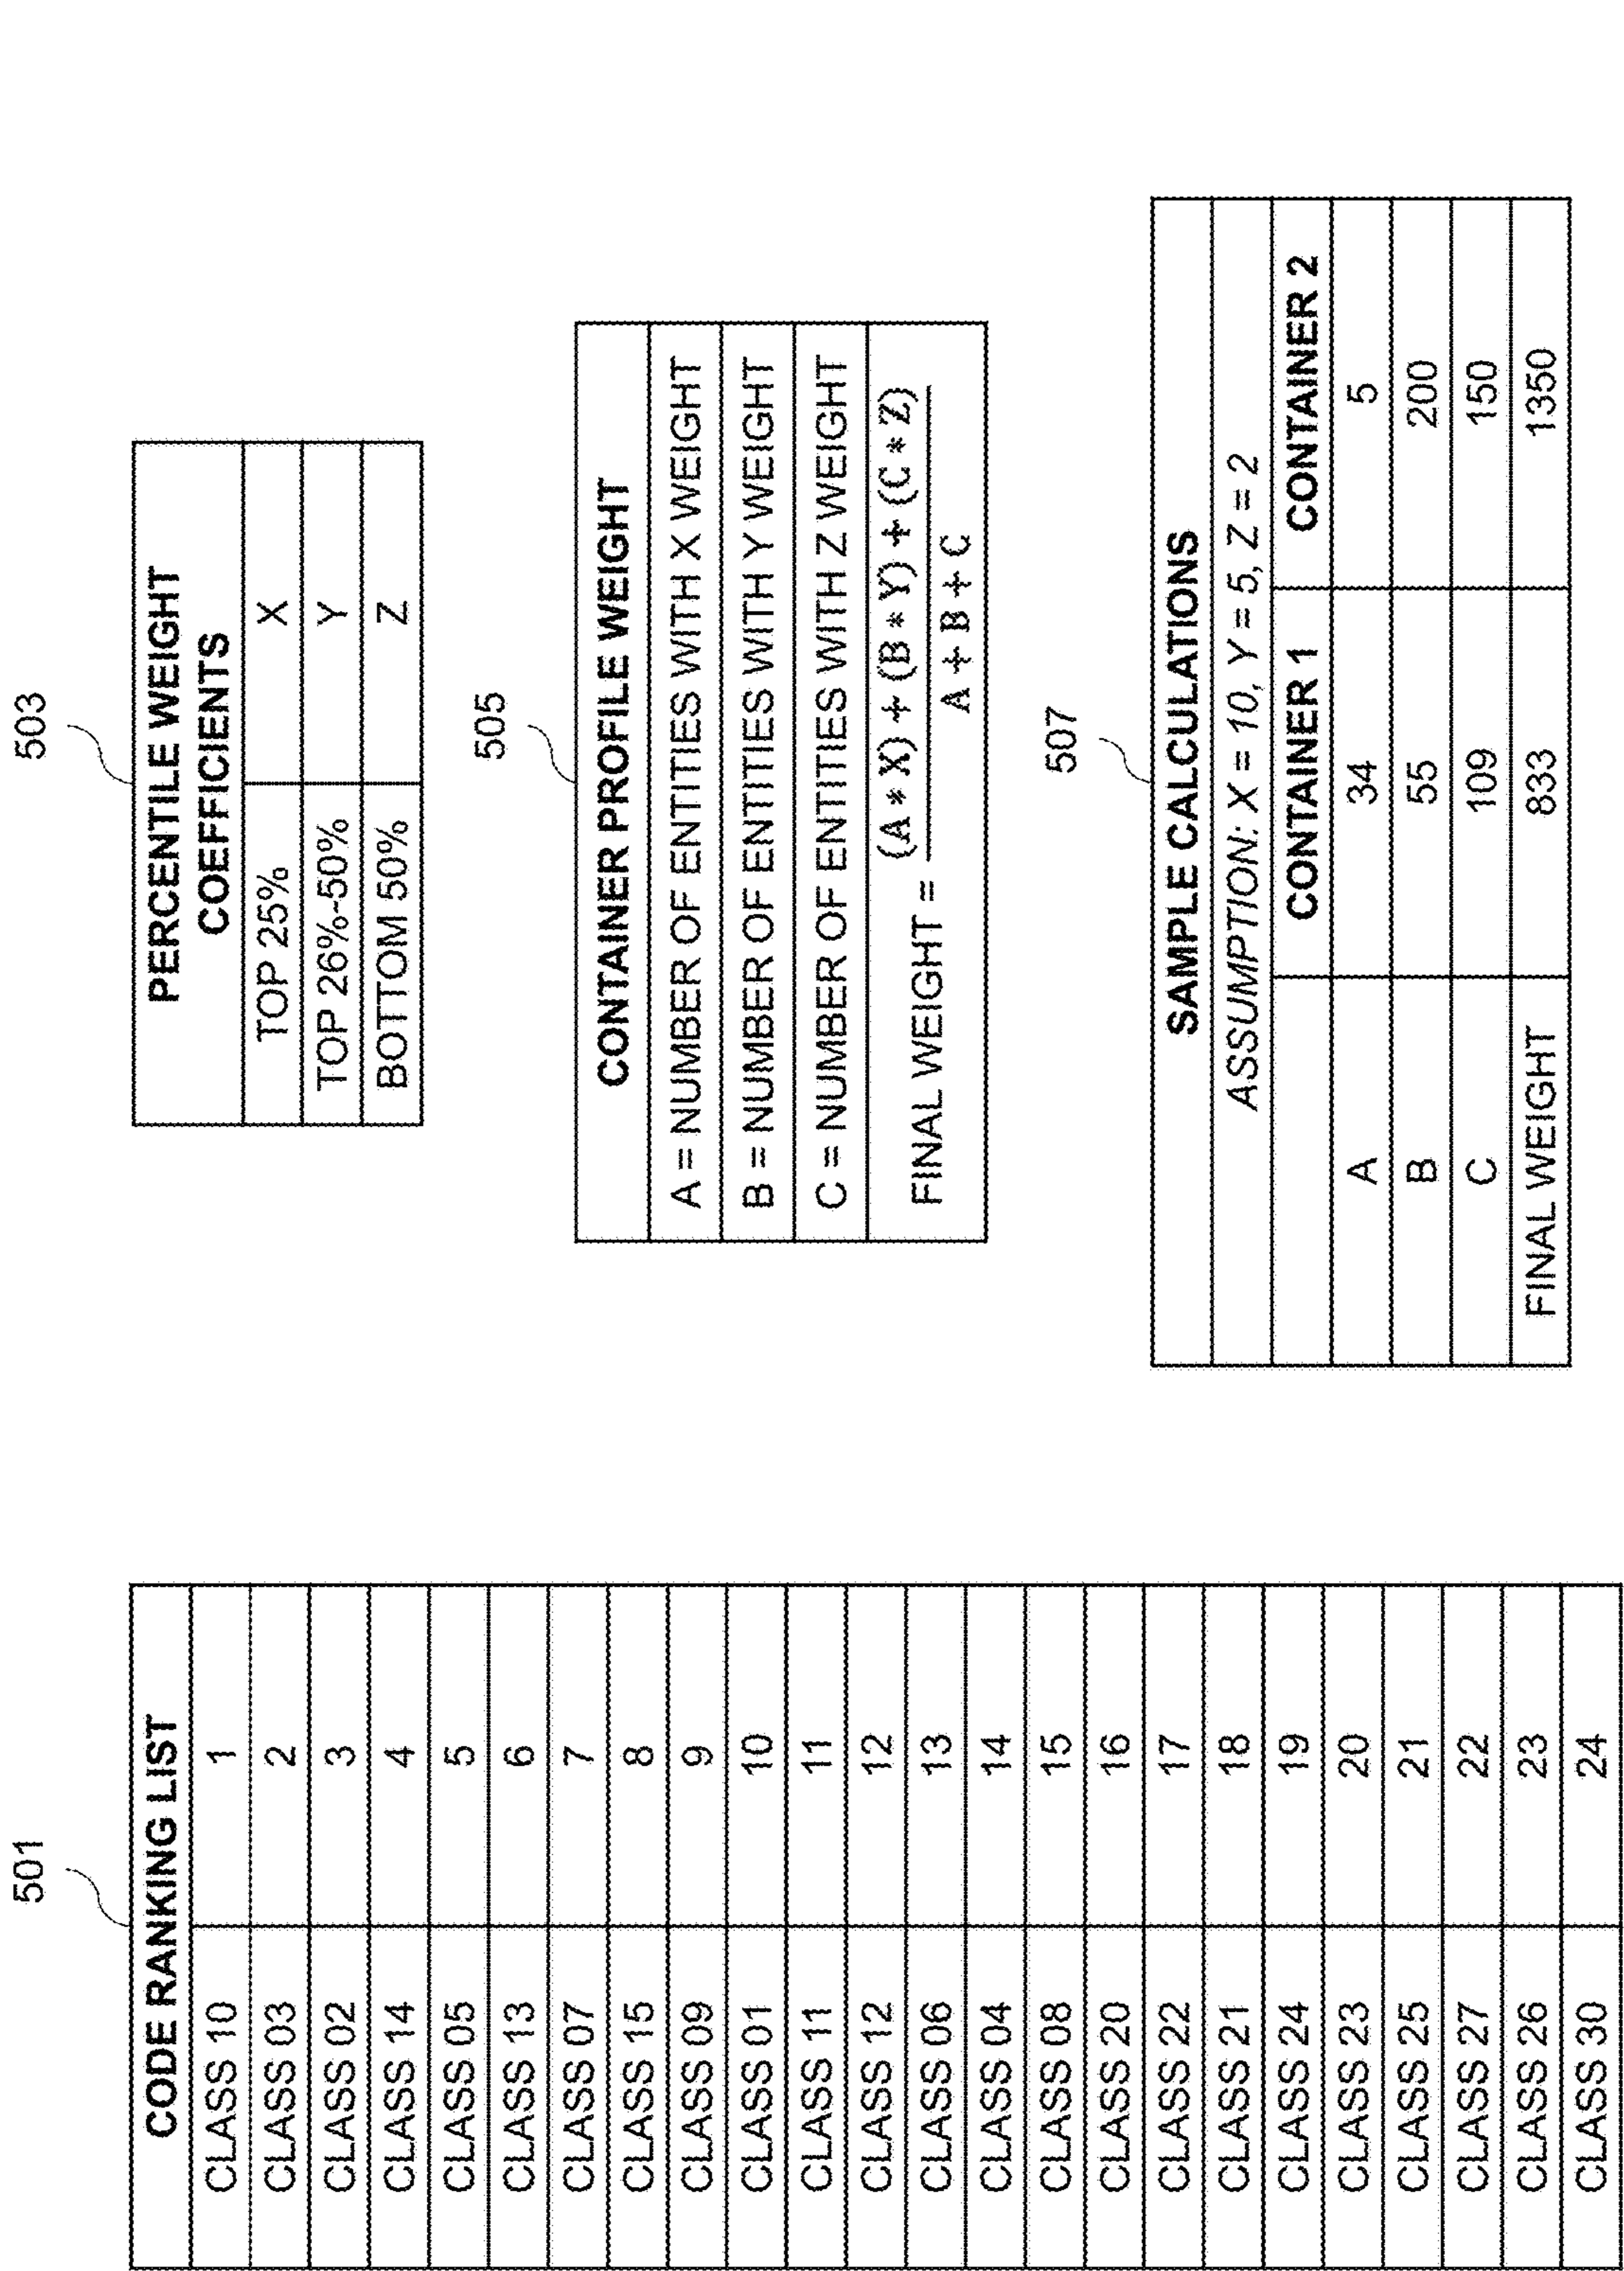 501
CODE RANKING LIST
CLASS 10 1
CLASS 03 2
CLASS 02 3
CLASS 14 4
CLASS 05 5
CLASS 13 6
CLASS 07 7
CLASS 15 8
CLASS 09 9
CLASS 01 10
CLASS 11 11
CLASS 12 12
CLASS 06 13
CLASS 04 14
CLASS 08 15
CLASS 20 16
CLASS 22 17
CLASS 21 18
CLASS 24 19
CLASS 23 20
CLASS 25 21
CLASS 27 22
CLASS 26 23
CLASS 30 24
503
PERCENTILE WEIGHT
COEFFICIENTS
TOP 25% X
TOP 26%-50% Y
BOTTOM 50% Z
505
CONTAINER PROFILE WEIGHT
A = NUMBER OF ENTITIES WITH X WEIGHT
B = NUMBER OF ENTITIES WITH Y WEIGHT
C = NUMBER OF ENTITIES WITH Z WEIGHT
(A * X) + (B * Y) + (C * Z)
FINAL WEIGHT =
A + B + C
507
SAMPLE CALCULATIONS
ASSUMPTION: X = 10, Y = 5, Z = 2
CONTAINER 1 CONTAINER 2
A 34 5
B 55 200
C 109 150
FINAL WEIGHT 833 1350